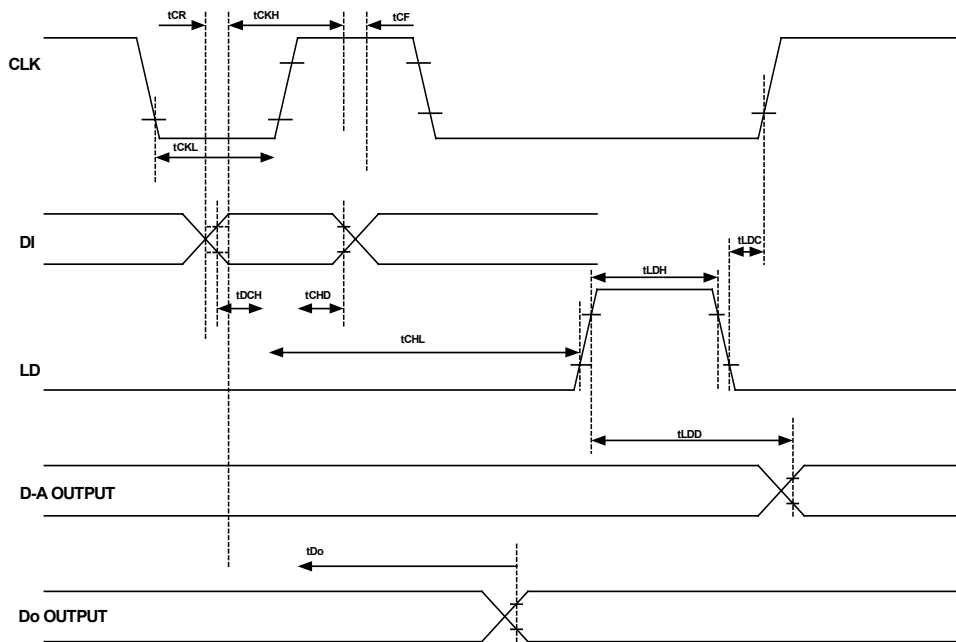 tCR
tCKH
tCF
CLK
tCKL
DI
tLDC
tLDH
tDCH
tCHD
tCHL
LD
tLDD
D-A OUTPUT
tDo
Do OUTPUT